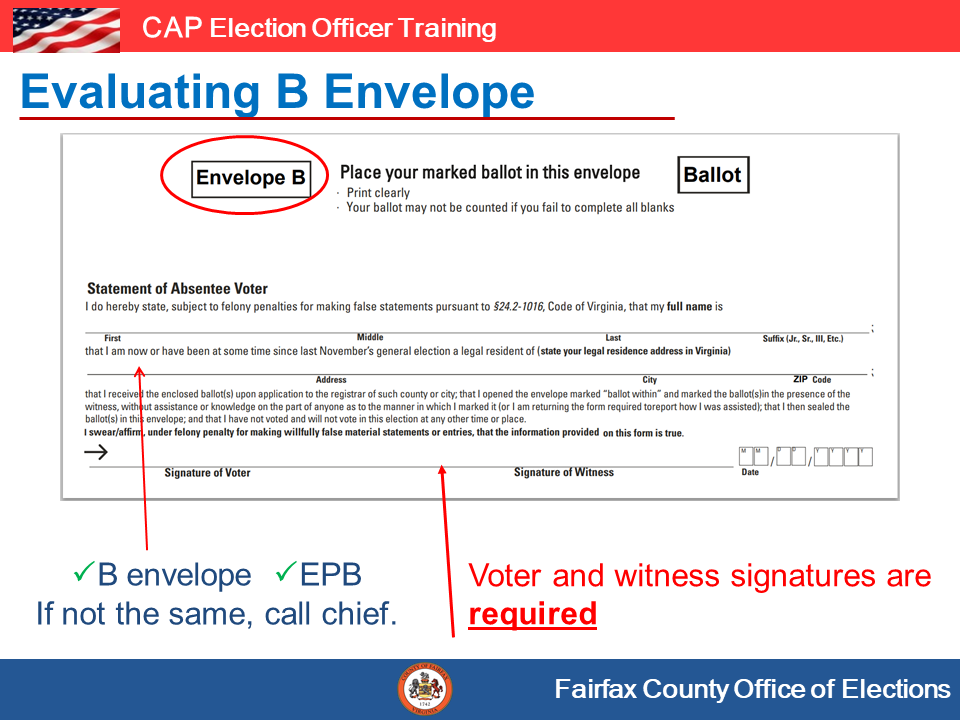 CAP Election Officer Training
Evaluating B Envelope
Envelope B
Place your marked ballot in this envelope
· Print clearly
· Your ballot may not be counted if you fail to complete all blanks
Ballot
Statement of Absentee Voter
I do hereby state, subject to felony penalties for making false statements pursuant to §24.2-1016, Code of Virginia, that my full name is
;
First Middle Last Suffix (Jr., Sr., III, Etc.)
that I am now or have been at some time since last November's general election a legal resident of (state your legal residence address in Virginia)
;
Address City ZIP Code
that I received the enclosed ballot(s) upon application to the registrar of such county or city; that I opened the envelope marked “ballot within” and marked the ballot(s)in the presence of the
witness, without assistance or knowledge on the part of anyone as to the manner in which I marked it (or I am returning the form required toreport how I was assisted); that I then sealed the
ballot(s) in this envelope; and that I have not voted and will not vote in this election at any other time or place.
I swear/affirm, under felony penalty for making willfully false material statements or entries, that the information provided on this form is true.
M M / D D / Y Y Y Y
Signature of Voter Signature of Witness Date
✓B envelope ✓EPB
If not the same, call chief.
Voter and witness signatures are
required
COUNTY OF FAIRFAX
1742
VIRGINIA
Fairfax County Office of Elections